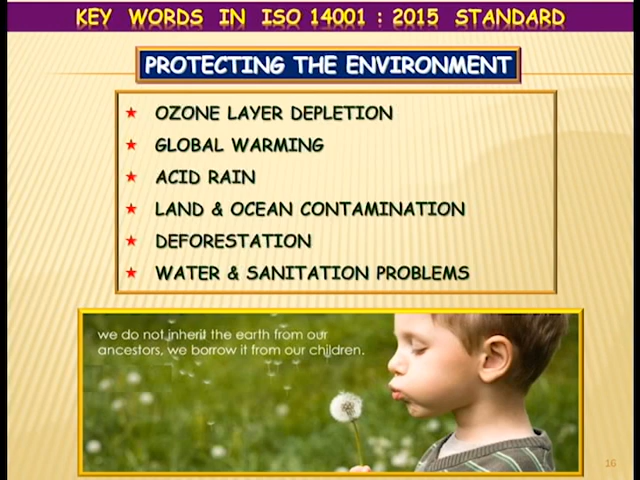 KEY WORDS IN ISO 14001 : 2015 STANDARD
PROTECTING THE ENVIRONMENT
OZONE LAYER DEPLETION
GLOBAL WARMING
ACID RAIN
LAND & OCEAN CONTAMINATION
DEFORESTATION
WATER & SANITATION PROBLEMS
we do not inherit the earth from our
ancestors, we borrow it from our children.
16